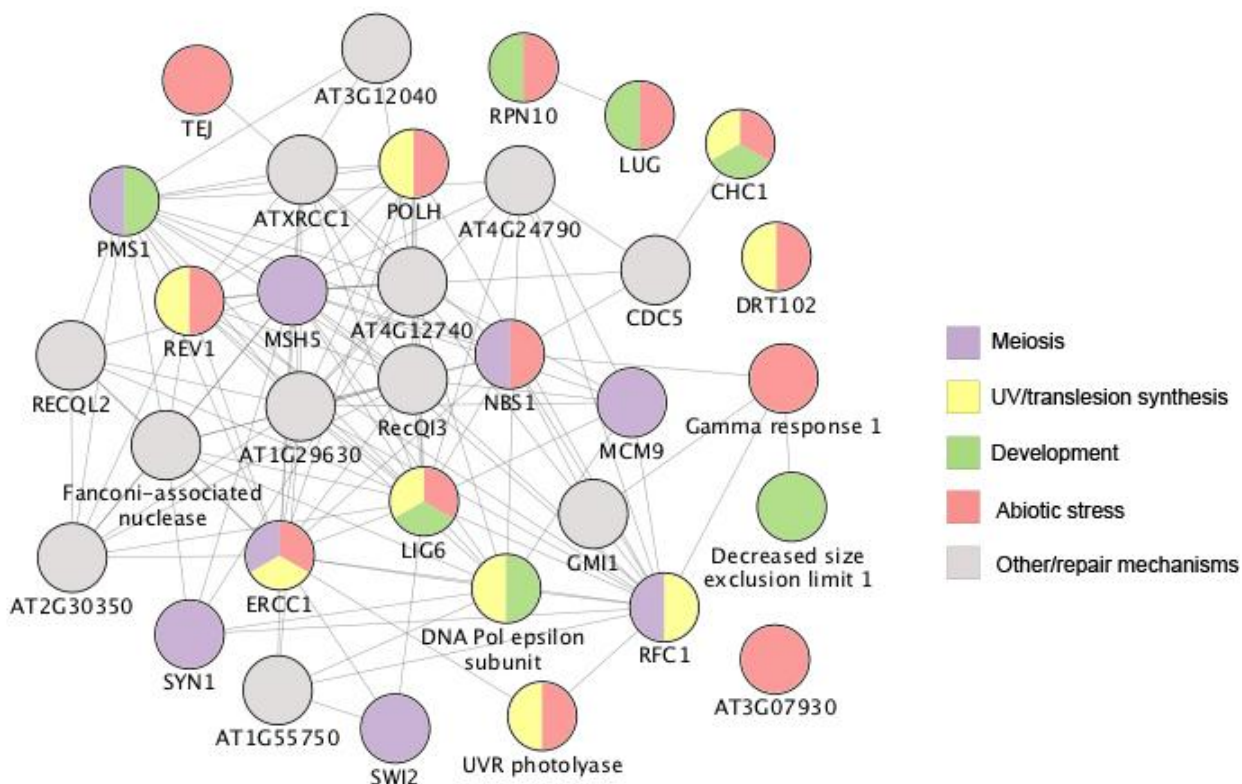 AT3G12040
TEJ
RPN10
LUG
CHC1
ATXRCC1
POLH
AT4G24790
PMS1
DRT102
CDC5
REV1
MSH5
AT4G12740
RECQL2
NBS1
Gamma response 1
AT1G29630
RecQI3
MCM9
Fanconi-associated
nuclease
LIG6
GMI1
Decreased size
exclusion limit 1
AT2G30350
ERCC1
DNA Pol epsilon
subunit
RFC1
SYN1
AT3G07930
AT1G55750
SWI2
UVR photolyase
Meiosis
UV/translesion synthesis
Development
Abiotic stress
Other/repair mechanisms